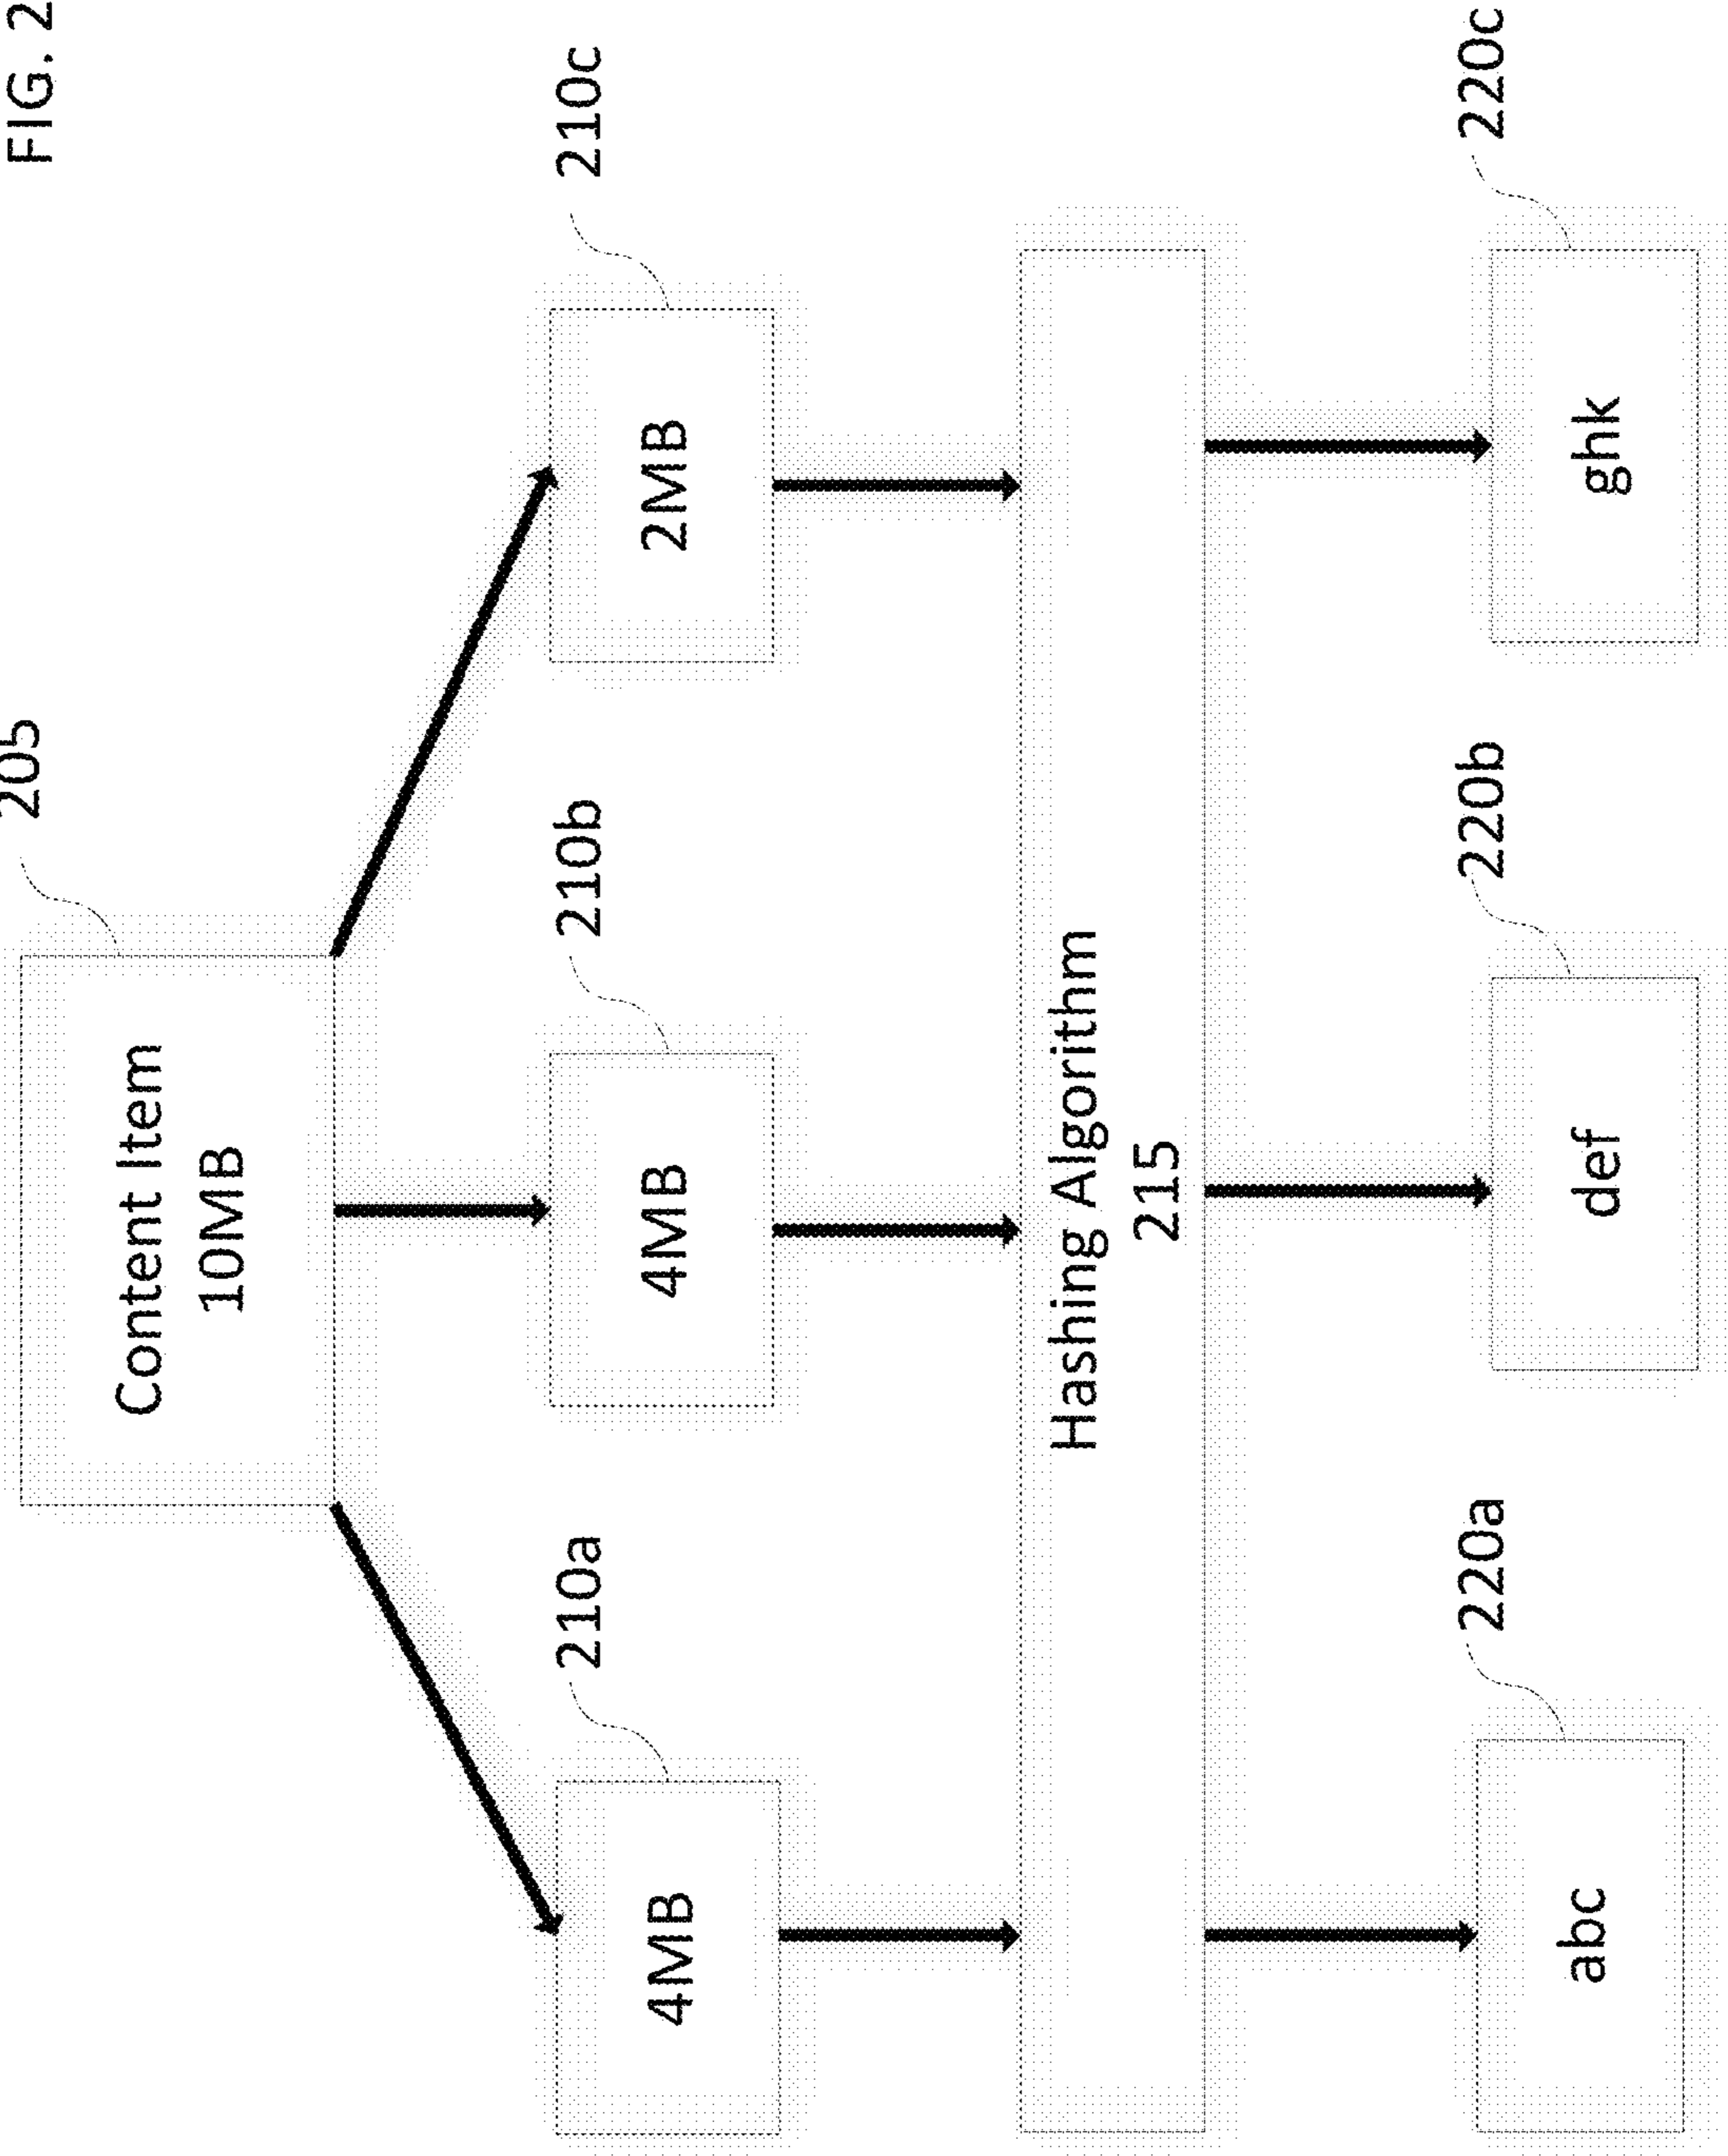 FIG. 2
205
Content Item
10MB
210a
210b
210c
4MB
4MB
2MB
Hashing Algorithm
215
220a
220b
220c
abc
def
ghk